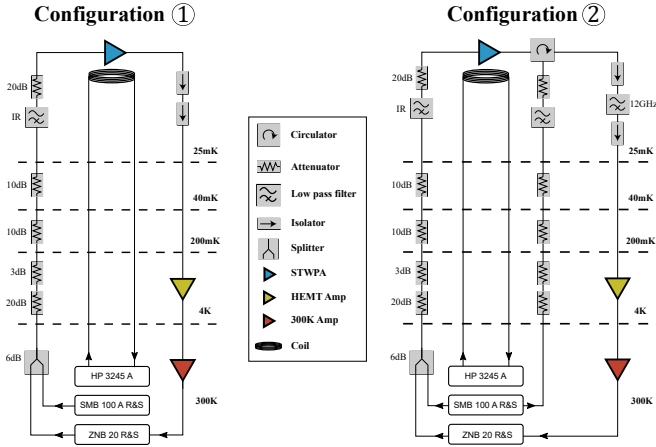 Configuration ①
20dB
IR
25mK
10dB
40mK
10dB
200mK
3dB
20dB
4K
6dB
HP 3245 A
300K
SMB 100 A R&S
ZNB 20 R&S
Circulator
Attenuator
Low pass filter
Isolator
Splitter
STWPA
HEMT Amp
300K Amp
Coil
Configuration ②
20dB
IR
12GHz
25mK
10dB
40mK
10dB
200mK
3dB
20dB
4K
6dB
HP 3245 A
300K
SMB 100 A R&S
ZNB 20 R&S